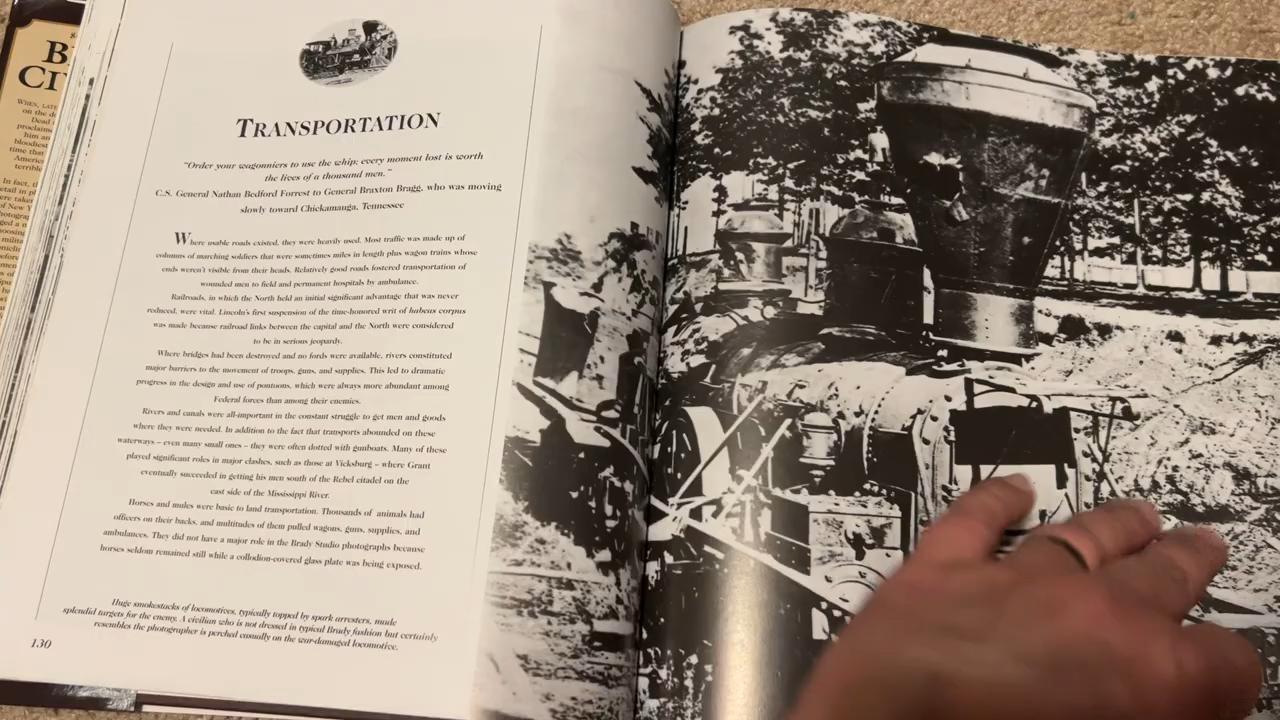 B
CI
WHEN, LATE
on the d
Dead
proclaim
him an
bloodies
time that
Americ
terrible
In fact, t
TRANSPORTATION
"Order your wagonniers to use the whip; every moment lost is worth
the lives of a thousand men."
C.S. General Nathan Bedford Forrest to General Braxton Bragg, who was moving
slowly toward Chickamauga, Tennessee
Where usable roads existed, they were heavily used. Most traffic was made up of
columns of marching soldiers that were sometimes miles in length plus wagon trains whose
ends weren't visible from their heads. Relatively good roads fostered transportation of
wounded men to field and permanent hospitals by ambulance.
Railroads, in which the North held an initial significant advantage that was never
reduced, were vital. Lincoln's first suspension of the time-honored writ of habeas corpus
was made because railroad links between the capital and the North were considered
to be in serious jeopardy.
Where bridges had been destroyed and no fords were available, rivers constituted
major barriers to the movement of troops, guns, and supplies. This led to dramatic
progress in the design and use of pontoons, which were always more abundant among
Federal forces than among their enemies.
Rivers and canals were all-important in the constant struggle to get men and goods
where they were needed. In addition to the fact that transports abounded on these
waterways – even many small ones – they were often dotted with gunboats. Many of these
played significant roles in major clashes, such as those at Vicksburg – where Grant
eventually succeeded in getting his men south of the Rebel citadel on the
east side of the Mississippi River.
Horses and mules were basic to land transportation. Thousands of animals had
officers on their backs, and multitudes of them pulled wagons, guns, supplies, and
ambulances. They did not have a major role in the Brady Studio photographs because
horses seldom remained still while a collodion-covered glass plate was being exposed.
Huge smokestacks of locomotives, typically topped by spark arresters, made
splendid targets for the enemy. A civilian who is not dressed in typical Brady fashion but certainly
resembles the photographer is perched casually on the war-damaged locomotive.
130